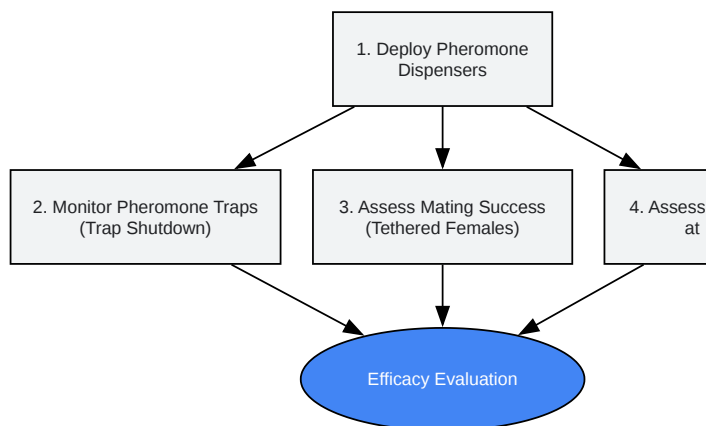 1. Deploy Pheromone
Dispensers
2. Monitor Pheromone Traps
(Trap Shutdown)
3. Assess Mating Success
(Tethered Females)
4. Assess
at
Efficacy Evaluation